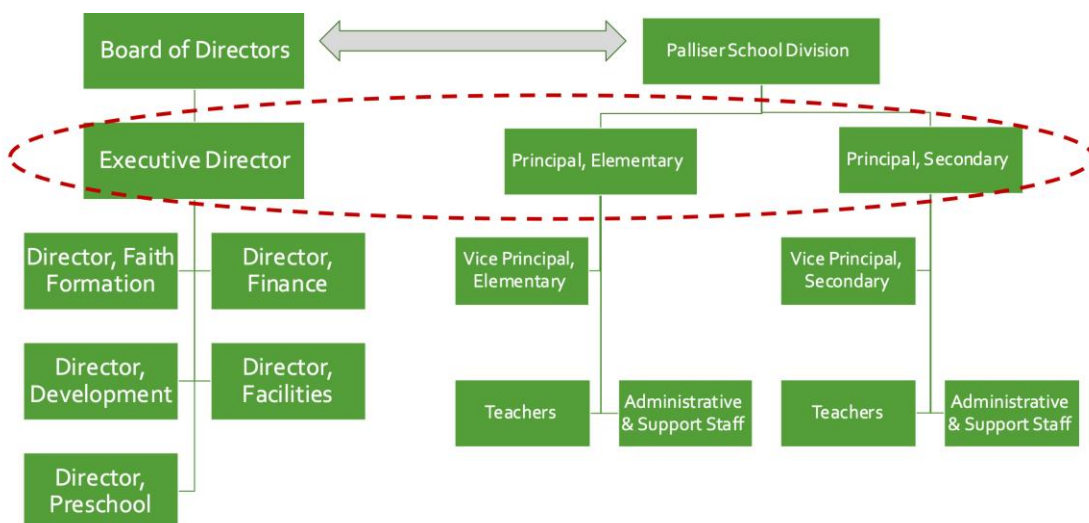 Board of Directors
Palliser School Division
Executive Director
Principal, Elementary
Principal, Secondary
Director, Faith
Formation
Director,
Finance
Vice Principal,
Elementary
Vice Principal,
Secondary
Director,
Development
Director,
Facilities
Teachers
Administrative
& Support Staff
Teachers
Administrative
& Support Staff
Director,
Preschool